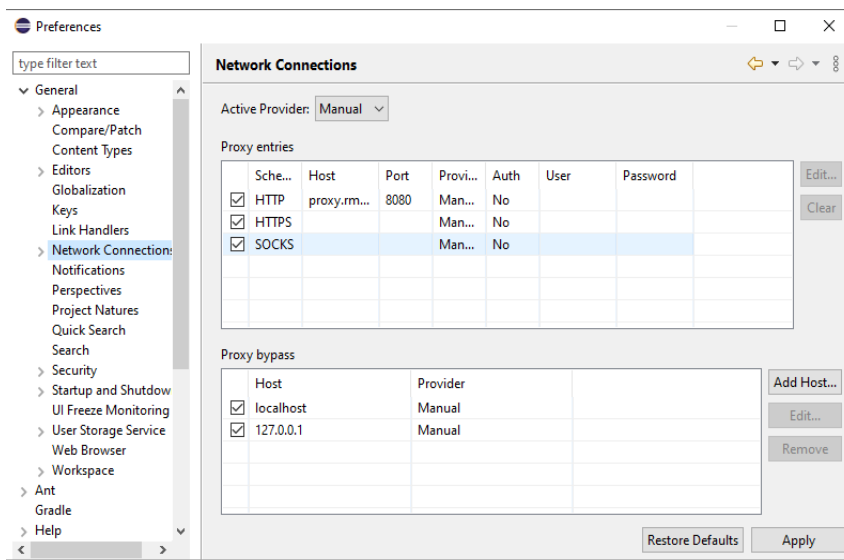 Preferences
type filter text
General
Appearance
Compare/Patch
Content Types
Editors
Globalization
Keys
Link Handlers
Network Connection
Notifications
Perspectives
Project Natures
Quick Search
Search
Security
Startup and Shutdow
UI Freeze Monitoring
User Storage Service
Web Browser
Workspace
Ant
Gradle
Help
Network Connections
Active Provider: Manual
Proxy entries
Sche... Host Port Provi... Auth User Password
HTTP proxy.rm... 8080 Man... No
HTTPS Man... No
SOCKS Man... No
Edit...
Clear
Proxy bypass
Host Provider
localhost Manual
127.0.0.1 Manual
Add Host...
Edit...
Remove
Restore Defaults Apply